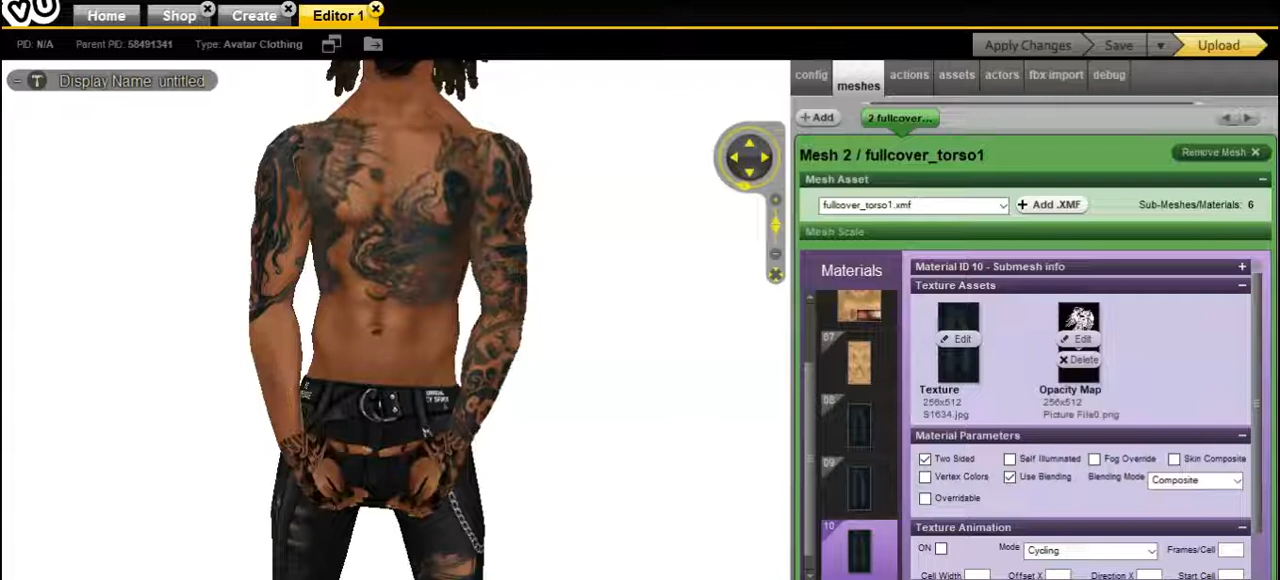 Home
Shop
Create
Editor 1
PID: N/A
Parent PID: 58491341
Type: Avatar Clothing
Apply Changes
Save
Upload
T
Display Name untitled
config
meshes
actions
assets
actors
fbx import
debug
+ Add
2 fullcover...
Mesh 2 / fullcover_torso1
Remove Mesh ✕
Mesh Asset
fullcover_torso1.xmf
+ Add .XMF
Sub-Meshes/Materials: 6
Mesh Scale
Materials
07
08
09
10
Material ID 10 - Submesh info
Texture Assets
Edit
Edit
Delete
Texture
256x512
S1634.jpg
Opacity Map
256x512
Picture File0.png
Material Parameters
Two Sided
Self Illuminated
Fog Override
Skin Composite
Vertex Colors
Use Blending
Blending Mode
Composite
Overridable
Texture Animation
ON
Mode
Cycling
Frames/Cell
Cell Width
Offset X
Direction X
Start Cell